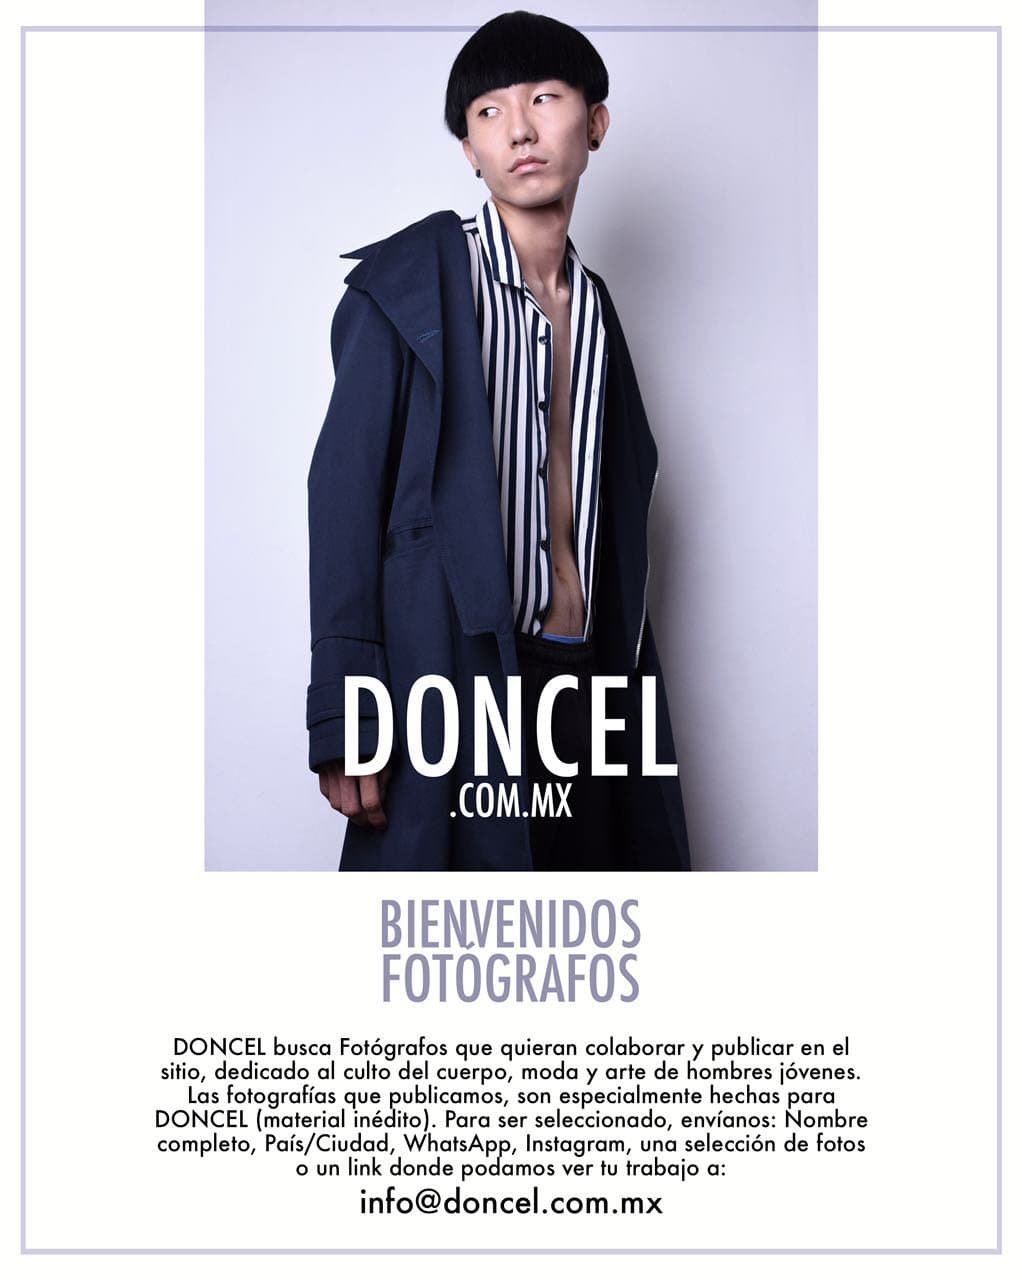 DONCEL
.COM.MX
BIENVENIDOS
FOTÓGRAFOS
DONCEL busca Fotógrafos que quieran colaborar y publicar en el
sitio, dedicado al culto del cuerpo, moda y arte de hombres jóvenes.
Las fotografías que publicamos, son especialmente hechas para
DONCEL (material inédito). Para ser seleccionado, envíanos: Nombre
completo, País/Ciudad, WhatsApp, Instagram, una selección de fotos
o un link donde podamos ver tu trabajo a:
info@doncel.com.mx